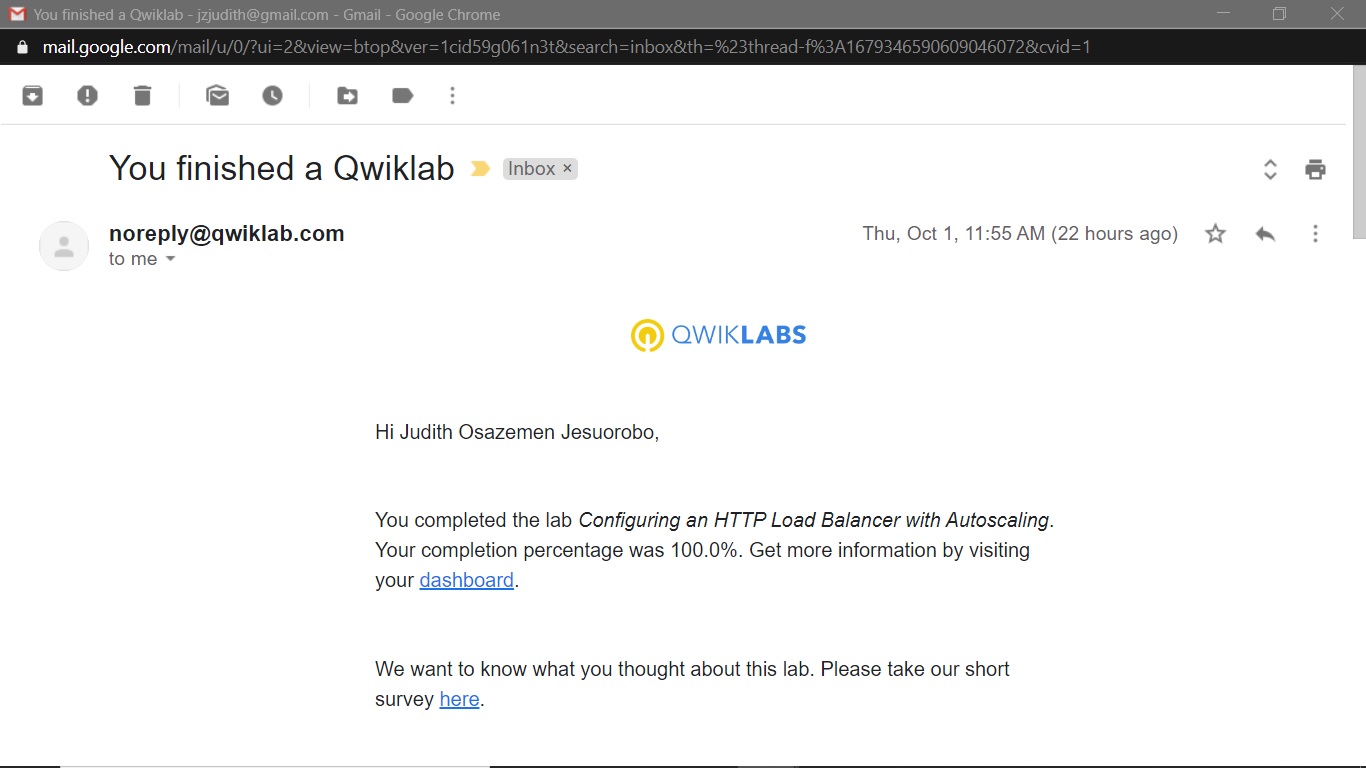 You finished a Qwiklab - jzjudith@gmail.com - Gmail - Google Chrome
mail.google.com/mail/u/0/?ui=2&view=btop&ver=1cid59g061n3t&search=inbox&th=%23thread-f%3A1679346590609046072&cvid=1
You finished a Qwiklab Inbox ×
noreply@qwiklab.com Thu, Oct 1, 11:55 AM (22 hours ago)
to me
QWIKLABS
Hi Judith Osazemen Jesuorobo,
You completed the lab Configuring an HTTP Load Balancer with Autoscaling.
Your completion percentage was 100.0%. Get more information by visiting
your dashboard.
We want to know what you thought about this lab. Please take our short
survey here.